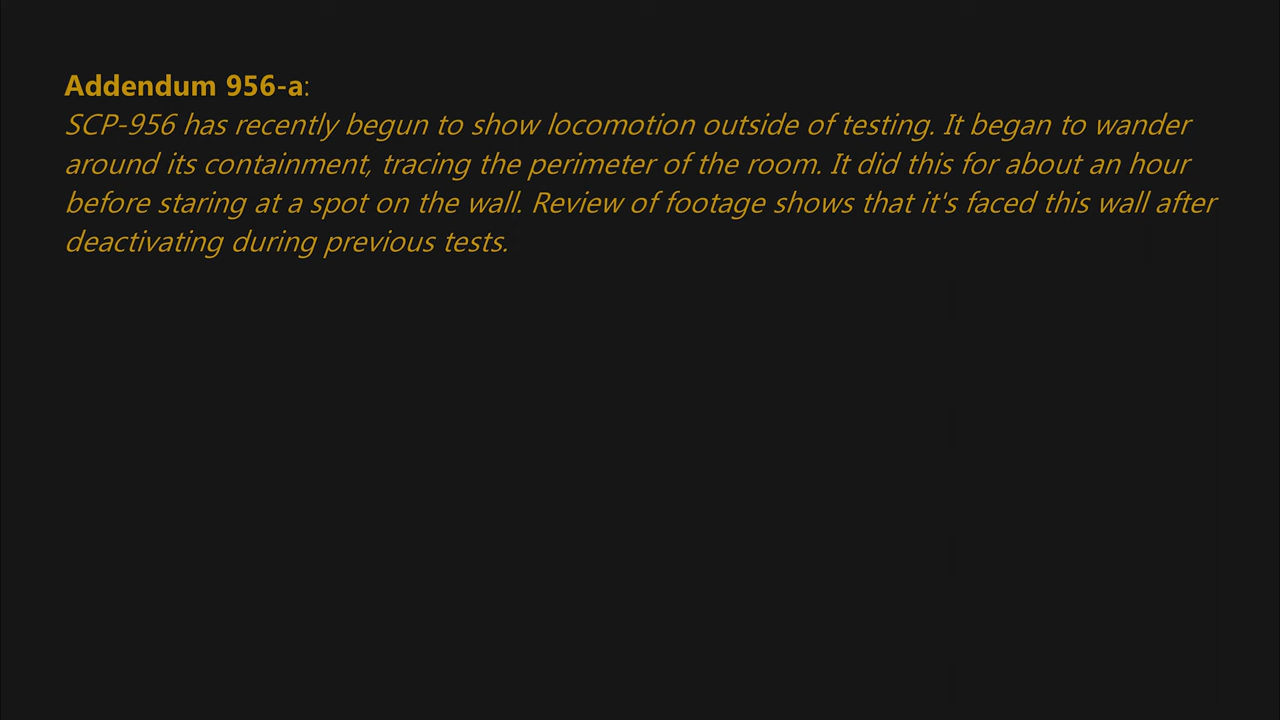 Addendum 956-a:
SCP-956 has recently begun to show locomotion outside of testing. It began to wander
around its containment, tracing the perimeter of the room. It did this for about an hour
before staring at a spot on the wall. Review of footage shows that it's faced this wall after
deactivating during previous tests.